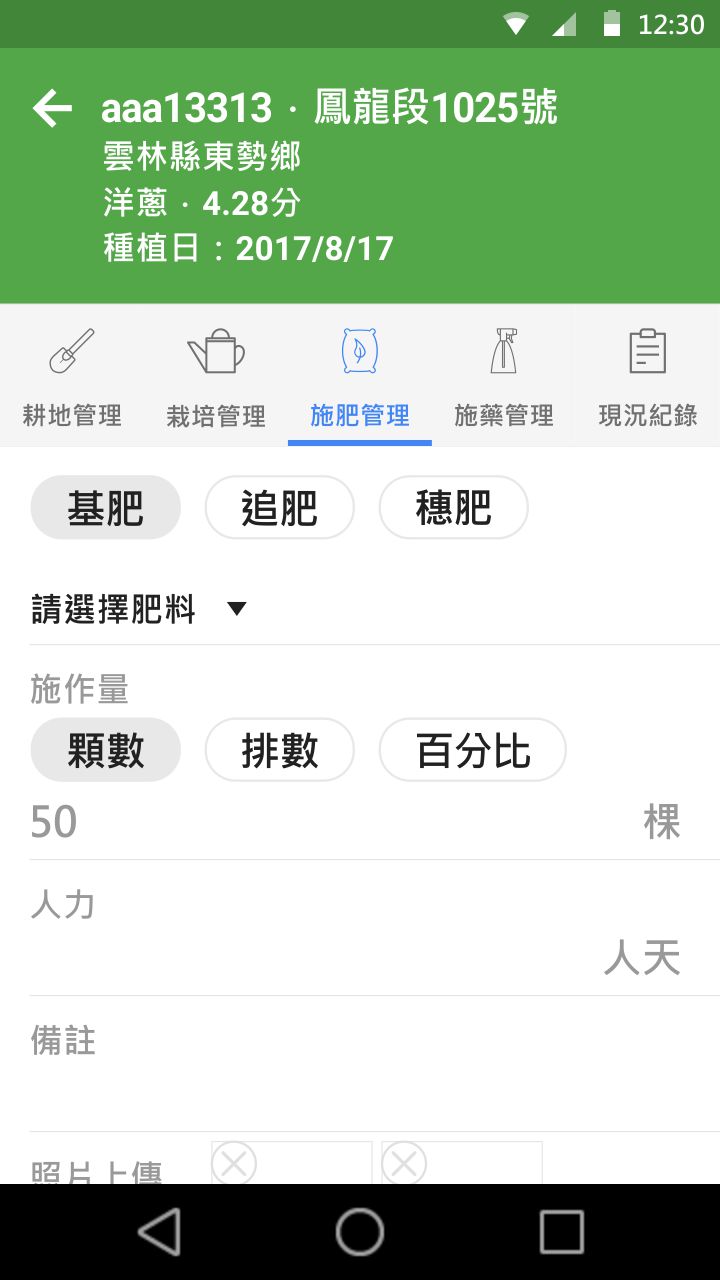 12:30
aaa13313 · 鳳龍段1025號
雲林縣東勢鄉
洋蔥 · 4.28分
種植日：2017/8/17
耕地管理 栽培管理 施肥管理 施藥管理 現況紀錄
基肥 追肥 穗肥
請選擇肥料
施作量
顆數 排數 百分比
50 棵
人力
人天
備註
照片上傳